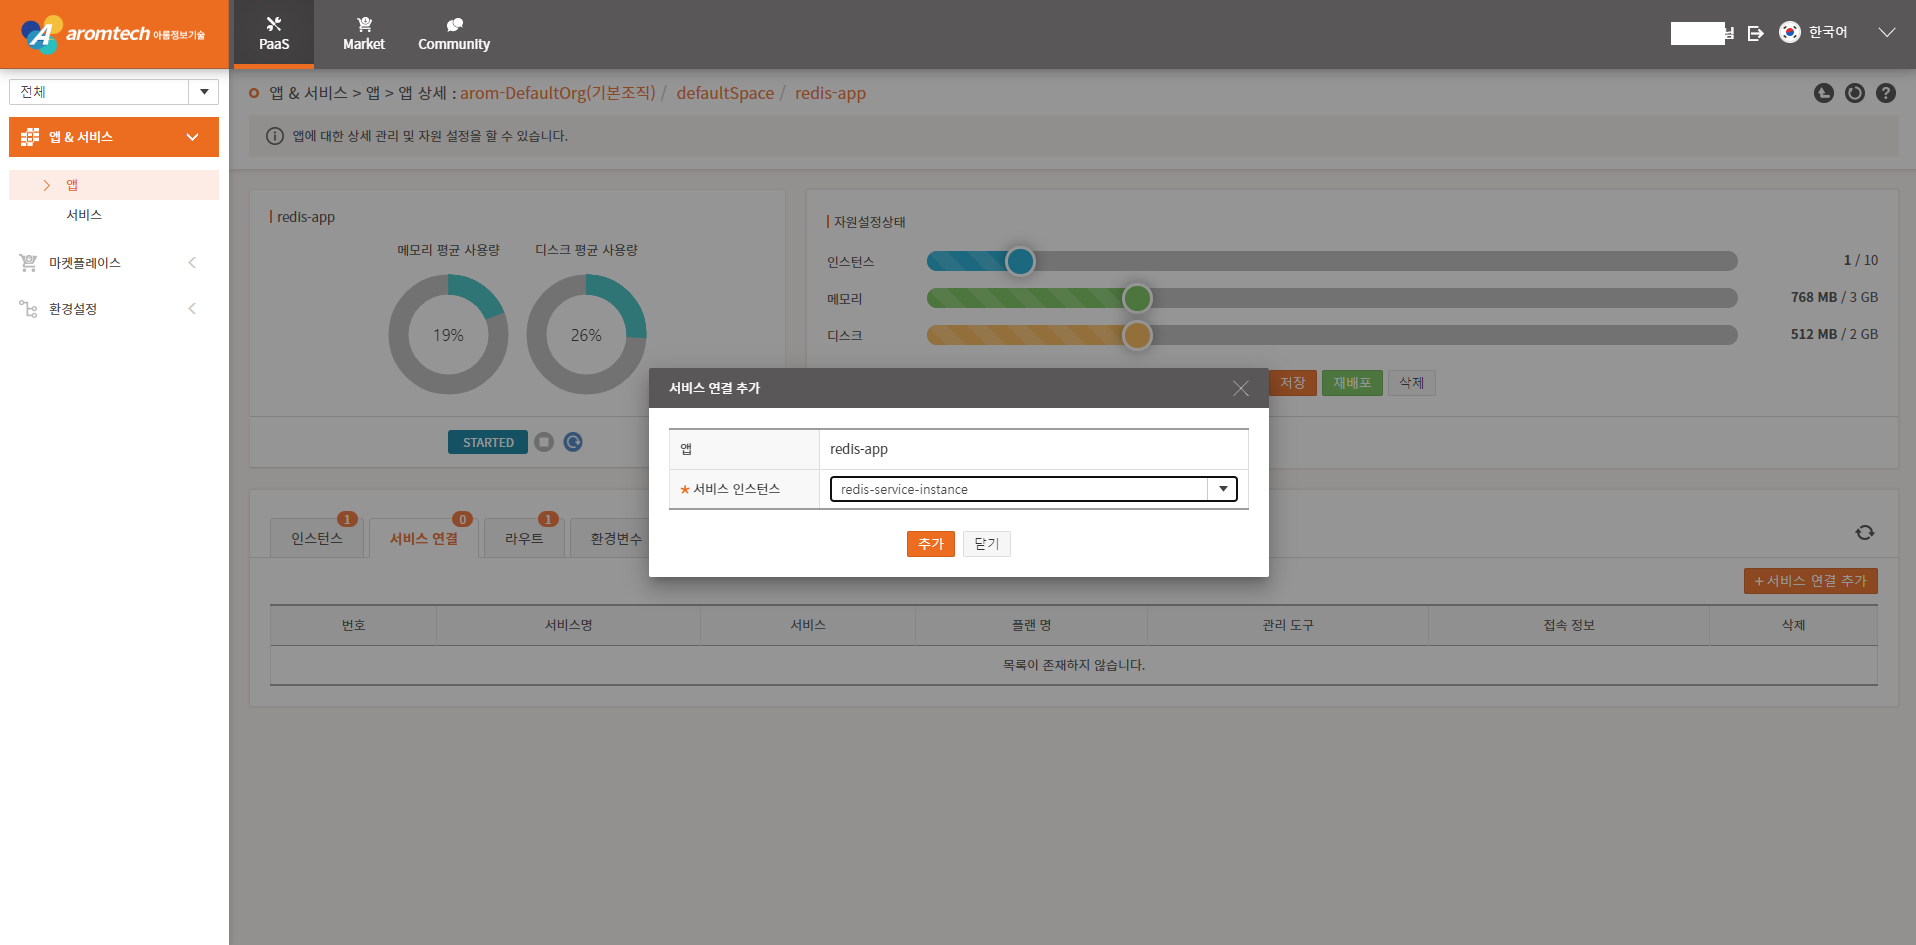 A aromtech 아롬정보기술
PaaS
Market
Community
님
한국어
전체
앱 & 서비스
앱
서비스
마켓플레이스
환경설정
앱 & 서비스 > 앱 > 앱 상세 : arom-DefaultOrg(기본조직) / defaultSpace / redis-app
앱에 대한 상세 관리 및 자원 설정을 할 수 있습니다.
redis-app
메모리 평균 사용량
디스크 평균 사용량
19%
26%
STARTED
자원설정상태
인스턴스
1 / 10
메모리
768 MB / 3 GB
디스크
512 MB / 2 GB
저장
재배포
삭제
서비스 연결 추가
앱
redis-app
★ 서비스 인스턴스
redis-service-instance
추가
닫기
인스턴스 1
서비스 연결 0
라우트 1
환경변수
+ 서비스 연결 추가
번호
서비스명
서비스
플랜 명
관리 도구
접속 정보
삭제
목록이 존재하지 않습니다.